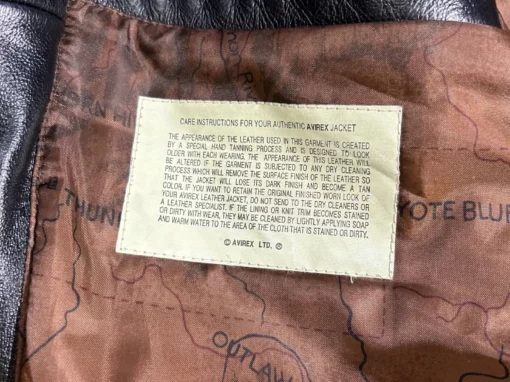 CARE INSTRUCTIONS FOR YOUR AUTHENTIC AVIREX JACKET
THE APPEARANCE OF THE LEATHER USED IN THIS GARMENT IS CREATED
BY A SPECIAL HAND TANNING PROCESS AND IS DESIGNED TO LOOK
OLDER WITH EACH WEARING. THE APPEARANCE OF THIS LEATHER WILL
BE ALTERED IF THE GARMENT IS SUBJECTED TO ANY DRY CLEANING
PROCESS WHICH WILL REMOVE THE SURFACE FINISH OF THE LEATHER SO
THAT THE JACKET WILL LOSE ITS DARK FINISH AND BECOME A TAN
COLOR. IF YOU WANT TO RETAIN THE ORIGINAL FINISHED WORN LOOK OF
YOUR AVIREX LEATHER JACKET, DO NOT SEND TO THE DRY CLEANERS OR
A LEATHER SPECIALIST. IF THE LINING OR KNIT TRIM BECOMES STAINED
OR DIRTY WITH WEAR, THEY MAY BE CLEANED BY LIGHTLY APPLYING SOAP
AND WARM WATER TO THE AREA OF THE CLOTH THAT IS STAINED OR DIRTY.
© AVIREX LTD. ®
THUN
YOTE BLUF
OUTLAW